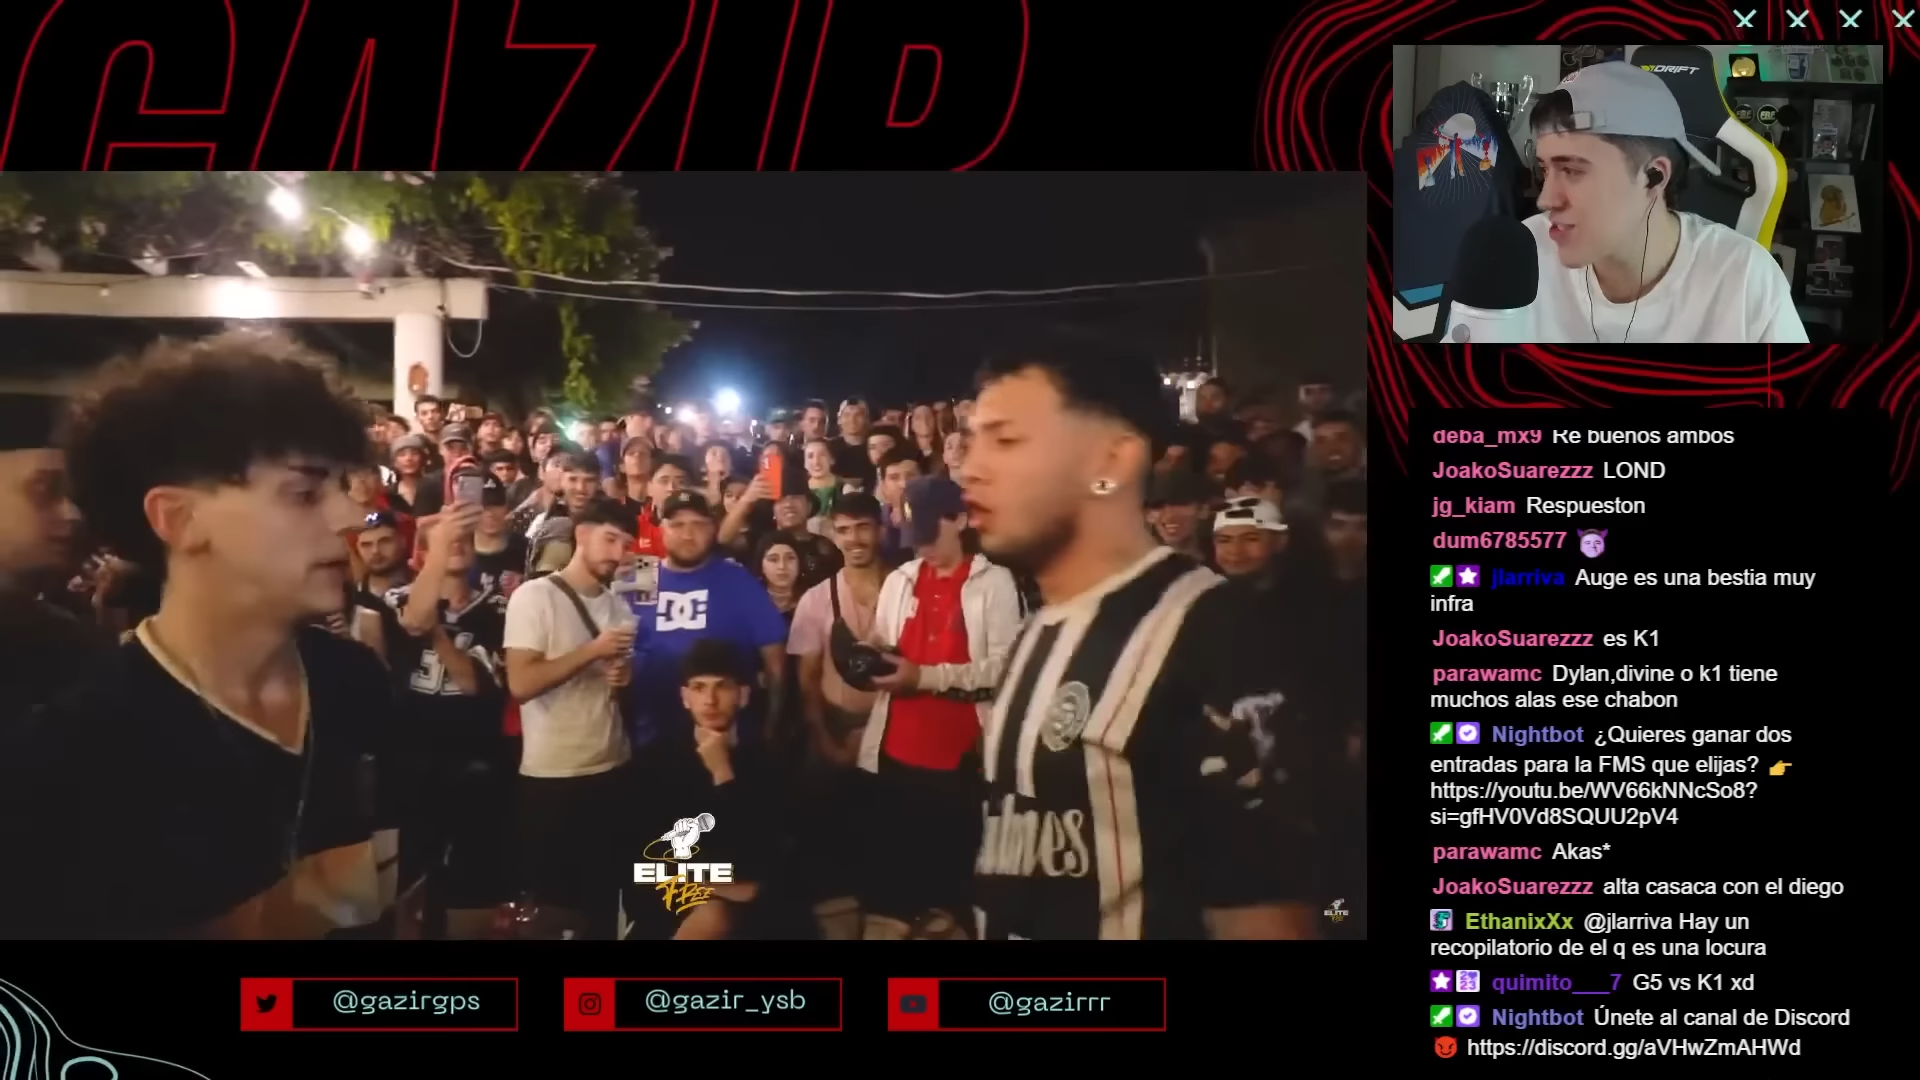 GAZIR
DRIFT
deba_mx9 Re buenos ambos
JoakoSuarezzz LOND
jg_kiam Respueston
dum6785577
jlarriva Auge es una bestia muy
infra
JoakoSuarezzz es K1
parawamc Dylan,divine o k1 tiene
muchos alas ese chabon
Nightbot ¿Quieres ganar dos
entradas para la FMS que elijas?
https://youtu.be/WV66kNNcSo8?
si=gfHV0Vd8SQUU2pV4
parawamc Akas*
JoakoSuarezzz alta casaca con el diego
EthanixXx @jlarriva Hay un
recopilatorio de el q es una locura
quimito___7 G5 vs K1 xd
Nightbot Únete al canal de Discord
https://discord.gg/aVHwZmAHWd
DC
ELITE
FREE
ELITE
@gazirgps
@gazir_ysb
@gazirrr